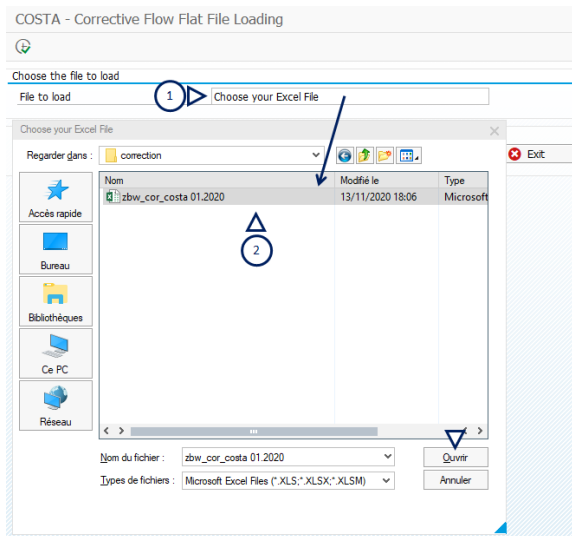 COSTA - Corrective Flow Flat File Loading
Choose the file to load
File to load
1
Choose your Excel File
Choose your Excel File
Regarder dans :
correction
Exit
Nom
Modifié le
Type
zbw_cor_costa 01.2020
13/11/2020 18:06
Microsoft
Accès rapide
2
Bureau
Bibliothèques
Ce PC
Réseau
Nom du fichier :
zbw_cor_costa 01.2020
Ouvrir
Types de fichiers :
Microsoft Excel Files (*.XLS;*.XLSX;*.XLSM)
Annuler